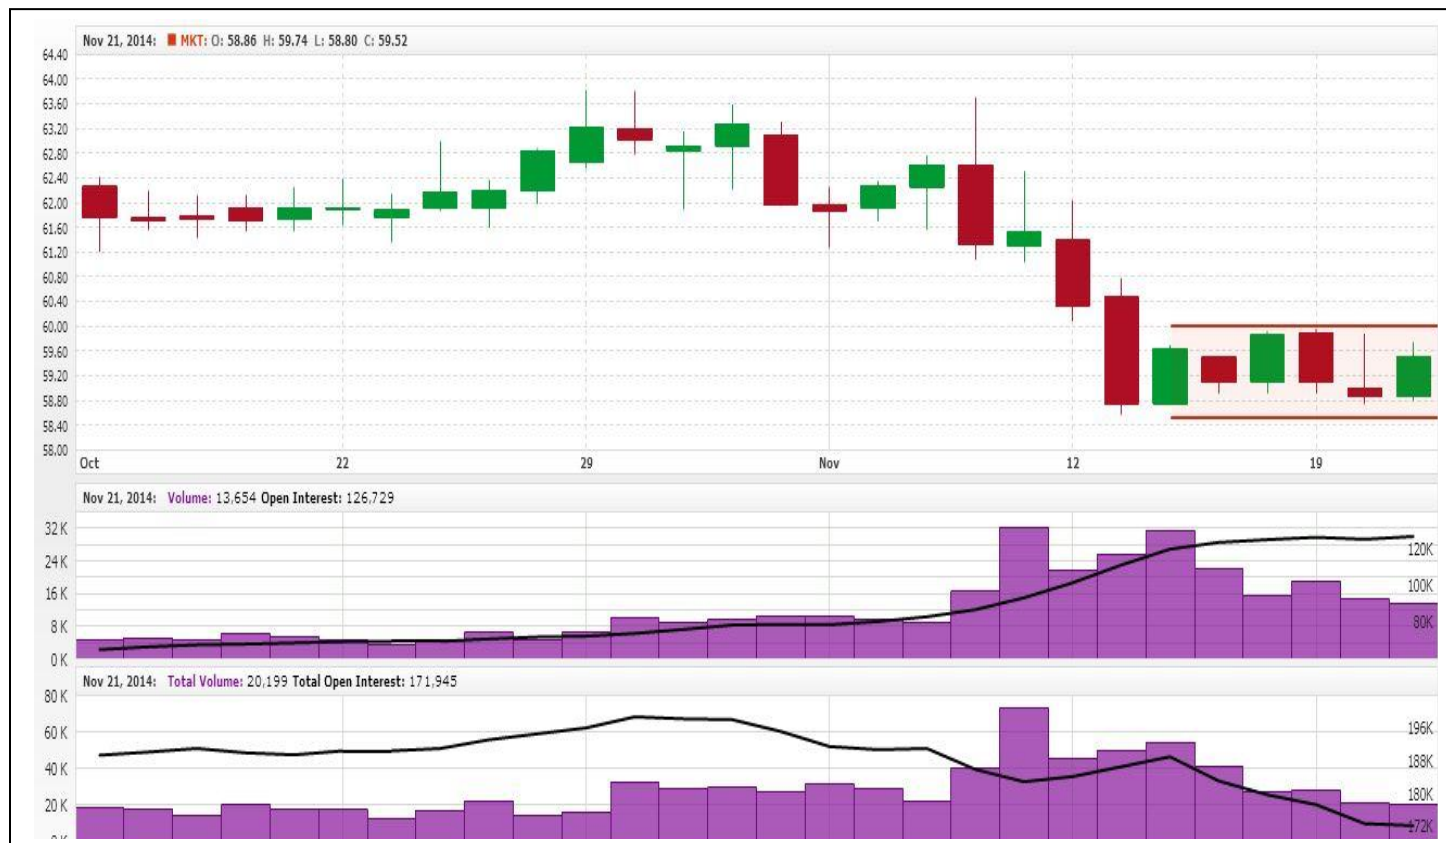 Nov 21, 2014: MKT: O: 58.86 H: 59.74 L: 58.80 C: 59.52
64.40
64.00
63.60
63.20
62.80
62.40
62.00
61.60
61.20
60.80
60.40
60.00
59.60
59.20
58.80
58.40
58.00
Oct 22 29 Nov 12 19
Nov 21, 2014: Volume: 13,654 Open Interest: 126,729
32 K
24 K 120K
16 K 100K
8 K 80K
0 K
Nov 21, 2014: Total Volume: 20,199 Total Open Interest: 171,945
80 K
60 K 196K
40 K 188K
20 K 180K
0 K 172K